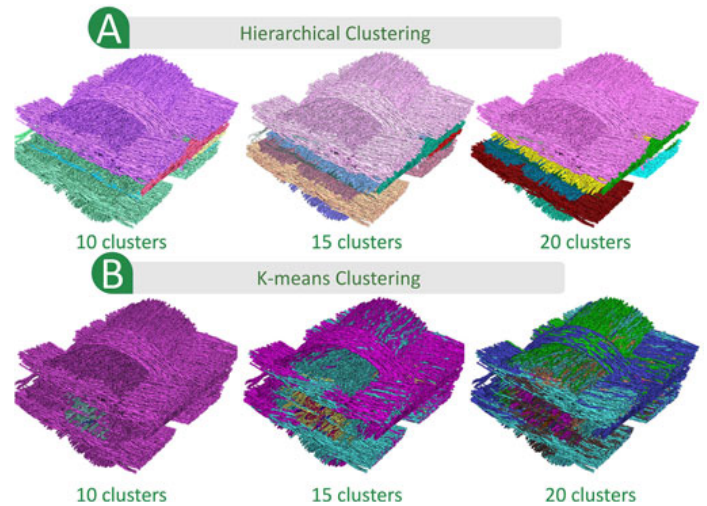 A
Hierarchical Clustering
10 clusters
15 clusters
20 clusters
B
K-means Clustering
10 clusters
15 clusters
20 clusters